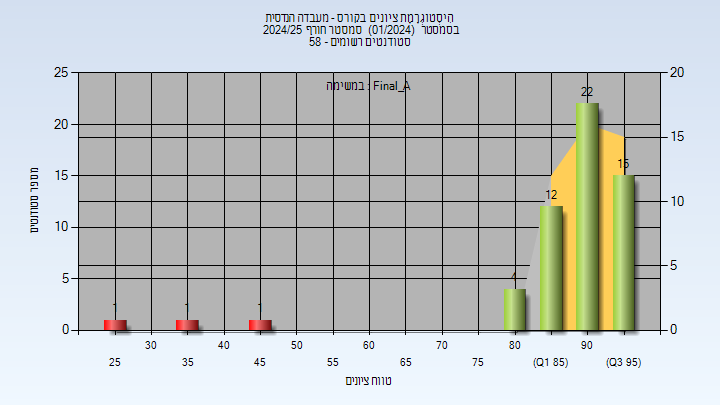 היסטוגרמת ציונים בקורס - מעבדה הנדסית
בסמסטר (01/2024) סמסטר חורף 2024/25
סטודנטים רשומים - 58
במשימה : Final_A
25 20
20 15
15 10
10 5
5 0
0
1 1 1 4 12 22 15
מספר סטודנטים
30 40 50 60 70 80 90
25 35 45 55 65 75 (Q1 85) (Q3 95)
טווח ציונים